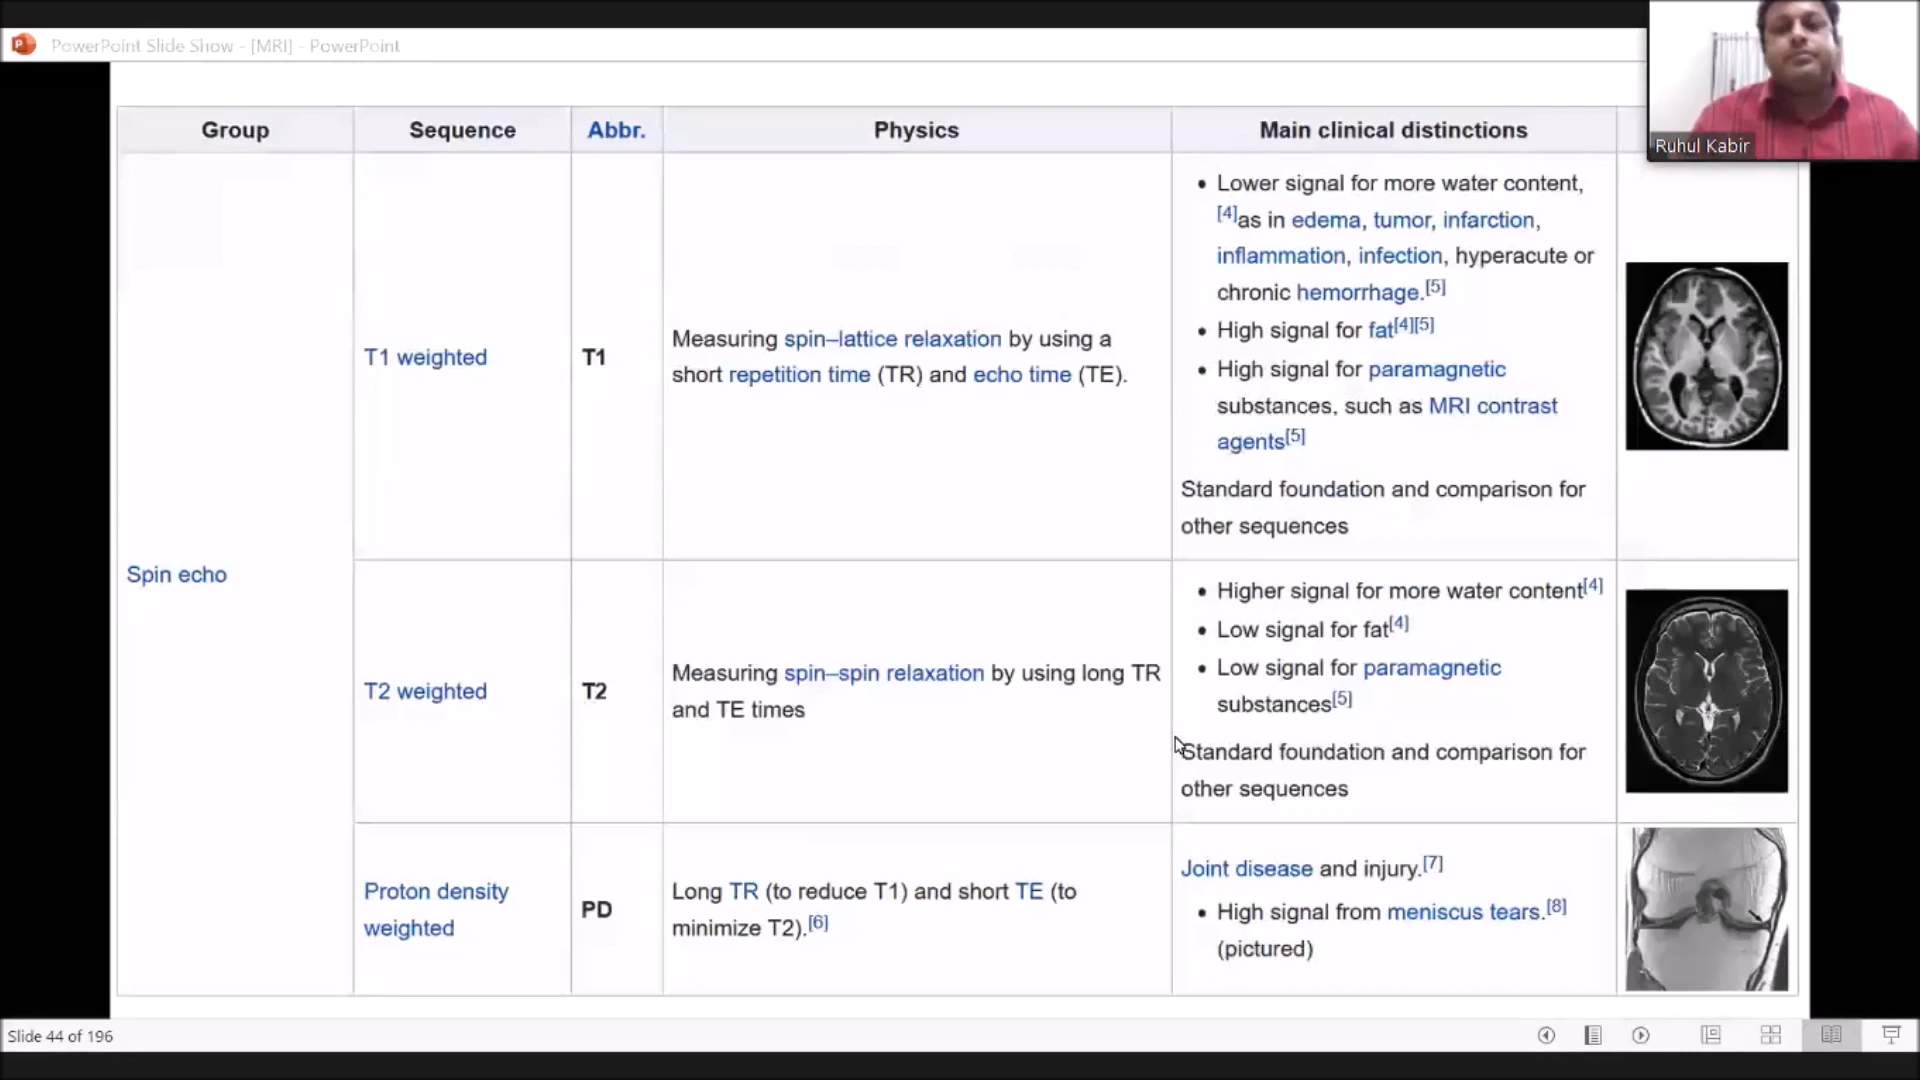 PowerPoint Slide Show - [MRI] - PowerPoint
Ruhul Kabir
Group Sequence Abbr. Physics Main clinical distinctions
Spin echo
T1 weighted
T1
Measuring spin–lattice relaxation by using a
short repetition time (TR) and echo time (TE).
• Lower signal for more water content,
[4]as in edema, tumor, infarction,
inflammation, infection, hyperacute or
chronic hemorrhage.[5]
• High signal for fat[4][5]
• High signal for paramagnetic
substances, such as MRI contrast
agents[5]
Standard foundation and comparison for
other sequences
T2 weighted
T2
Measuring spin–spin relaxation by using long TR
and TE times
• Higher signal for more water content[4]
• Low signal for fat[4]
• Low signal for paramagnetic
substances[5]
Standard foundation and comparison for
other sequences
Proton density
weighted
PD
Long TR (to reduce T1) and short TE (to
minimize T2).[6]
Joint disease and injury.[7]
• High signal from meniscus tears.[8]
(pictured)
Slide 44 of 196